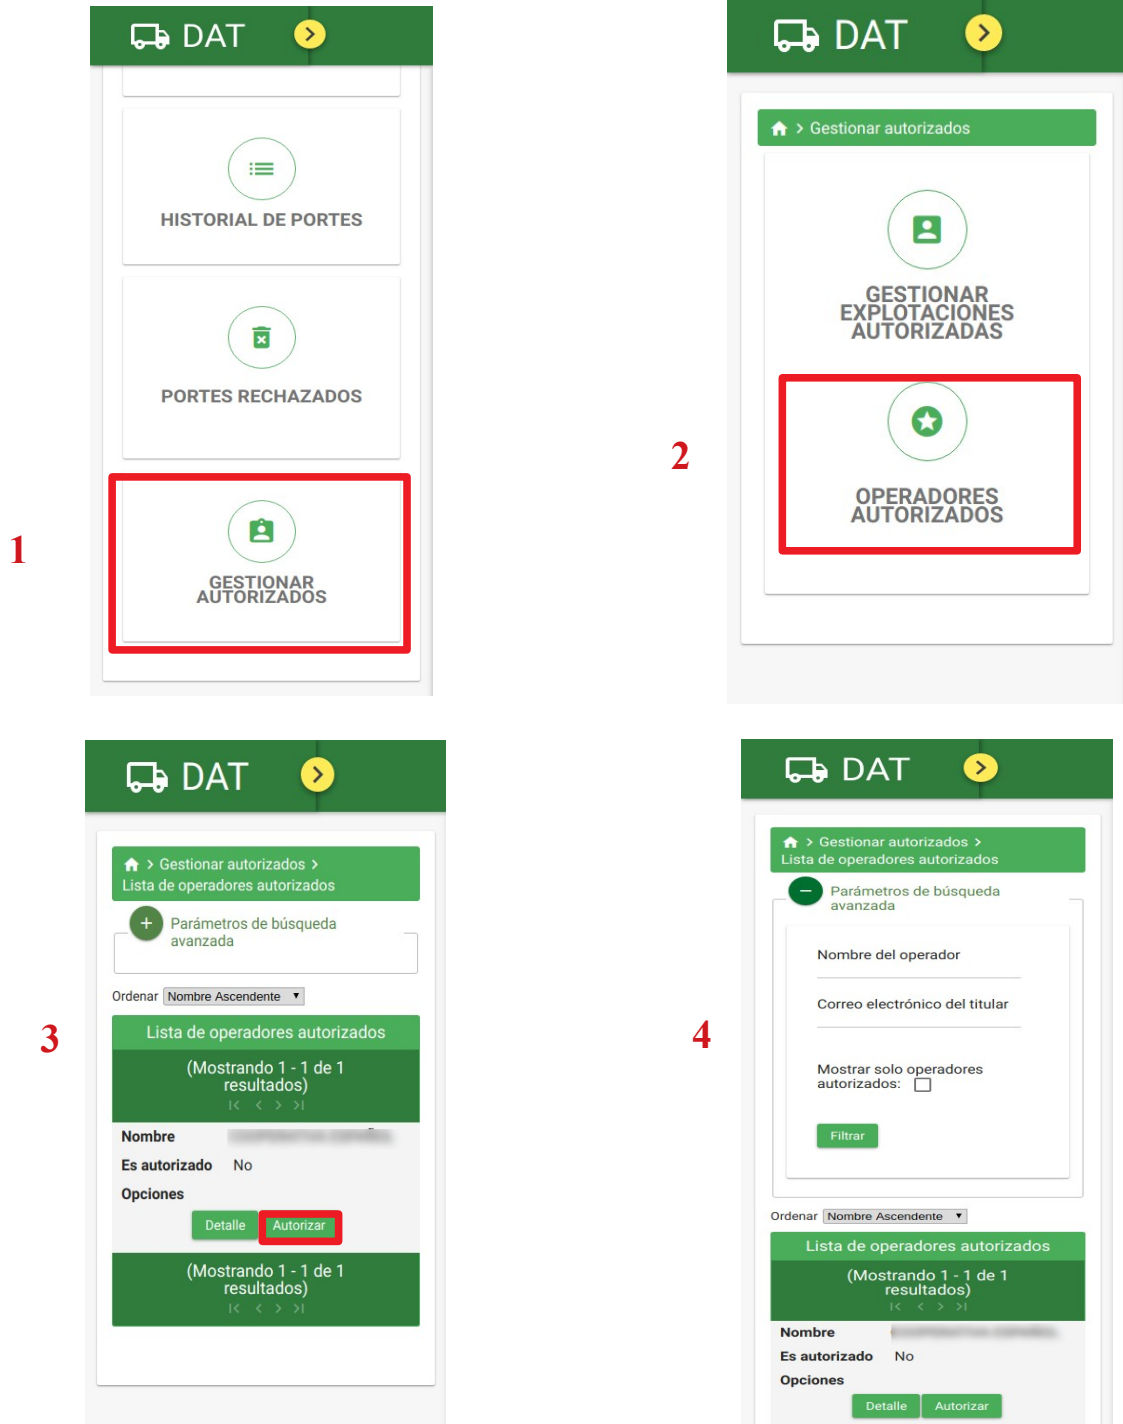 DAT
HISTORIAL DE PORTES
PORTES RECHAZADOS
GESTIONAR
AUTORIZADOS
1
DAT
> Gestionar autorizados
GESTIONAR
EXPLOTACIONES
AUTORIZADAS
OPERADORES
AUTORIZADOS
2
DAT
> Gestionar autorizados >
Lista de operadores autorizados
+ Parámetros de búsqueda
avanzada
Ordenar Nombre Ascendente
Lista de operadores autorizados
(Mostrando 1 - 1 de 1
resultados)
Nombre
Es autorizado No
Opciones
Detalle Autorizar
(Mostrando 1 - 1 de 1
resultados)
3
DAT
> Gestionar autorizados >
Lista de operadores autorizados
− Parámetros de búsqueda
avanzada
Nombre del operador
Correo electrónico del titular
Mostrar solo operadores
autorizados:
Filtrar
Ordenar Nombre Ascendente
Lista de operadores autorizados
(Mostrando 1 - 1 de 1
resultados)
Nombre
Es autorizado No
Opciones
Detalle Autorizar
4